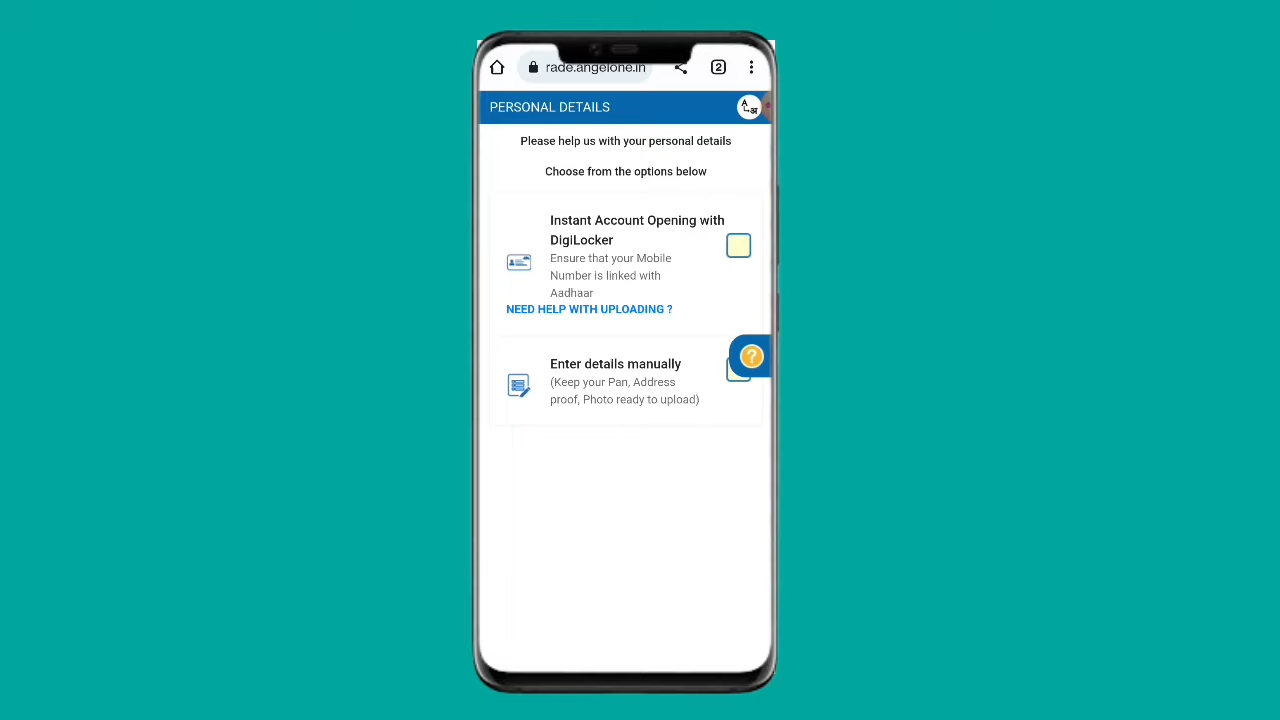 rade.angelone.in
2
PERSONAL DETAILS
A
अ
Please help us with your personal details
Choose from the options below
Instant Account Opening with
DigiLocker
Ensure that your Mobile
Number is linked with
Aadhaar
NEED HELP WITH UPLOADING ?
Enter details manually
(Keep your Pan, Address
proof, Photo ready to upload)
?